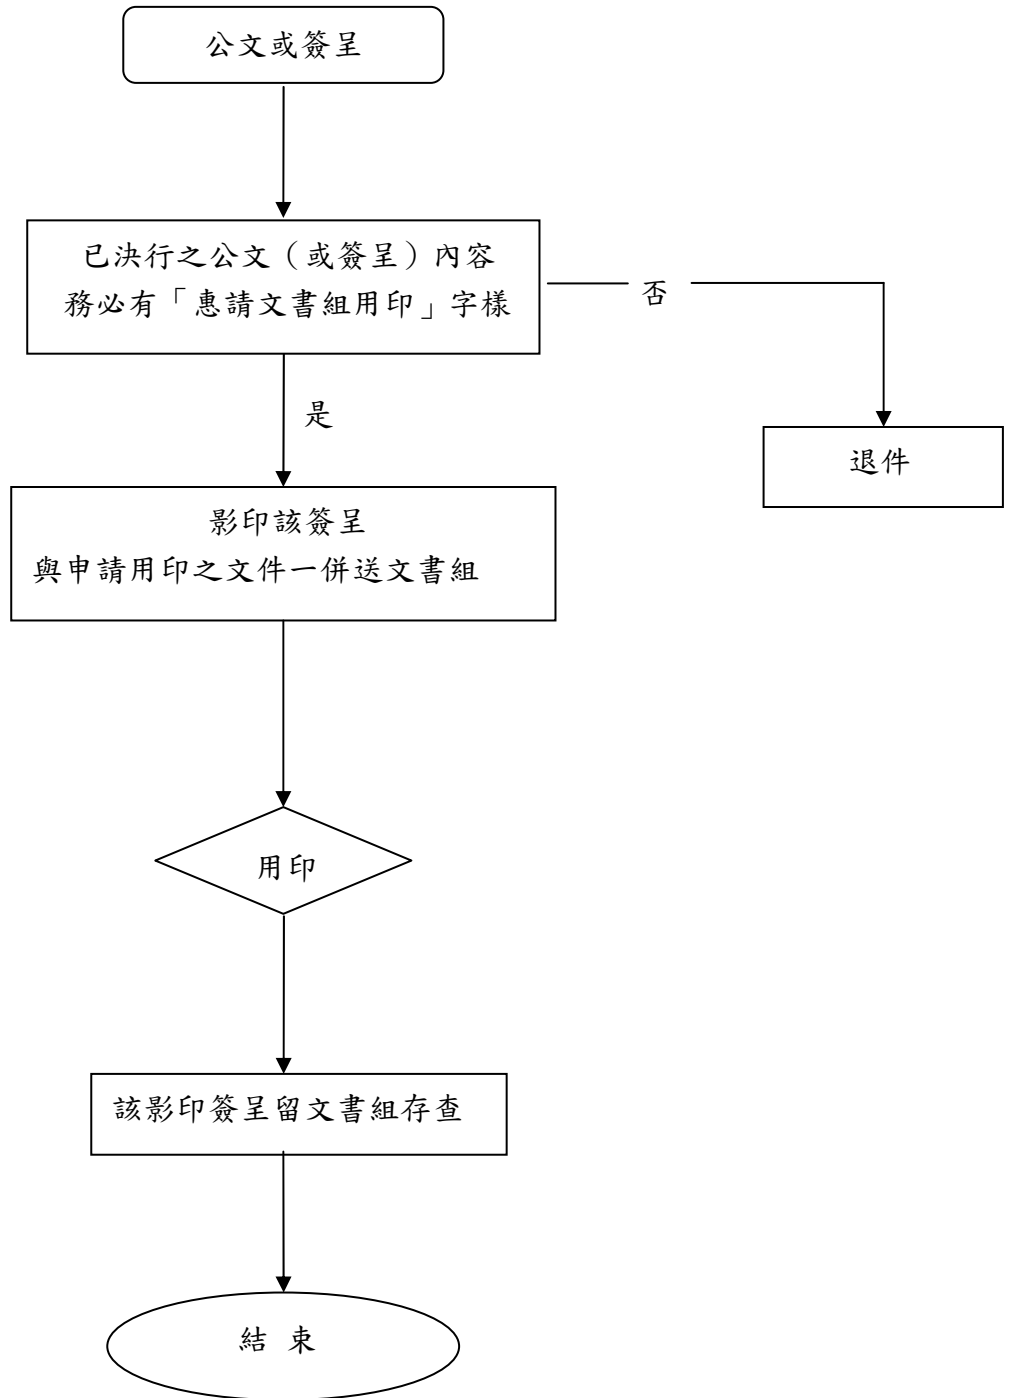 公文或簽呈
已決行之公文（或簽呈）內容
務必有「惠請文書組用印」字樣
否
是
退件
影印該簽呈
與申請用印之文件一併送文書組
用印
該影印簽呈留文書組存查
結 束